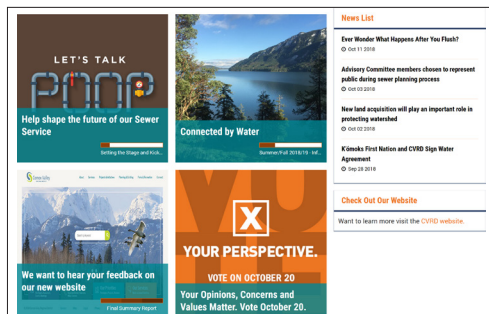 LET'S TALK
POOP
Help shape the future of our Sewer
Service
Setting the Stage and Kick...
Connected by Water
Summer/Fall 2018/19 - Inf...
We want to hear your feedback on
our new website
Final Summary Report
X
YOUR PERSPECTIVE.
VOTE ON OCTOBER 20
Your Opinions, Concerns and
Values Matter. Vote October 20.
News List
Ever Wonder What Happens After You Flush?
Oct 11 2018
Advisory Committee members chosen to represent
public during sewer planning process
Oct 03 2018
New land acquisition will play an important role in
protecting watershed
Oct 02 2018
K'ómoks First Nation and CVRD Sign Water
Agreement
Sep 28 2018
Check Out Our Website
Want to learn more visit the CVRD website.